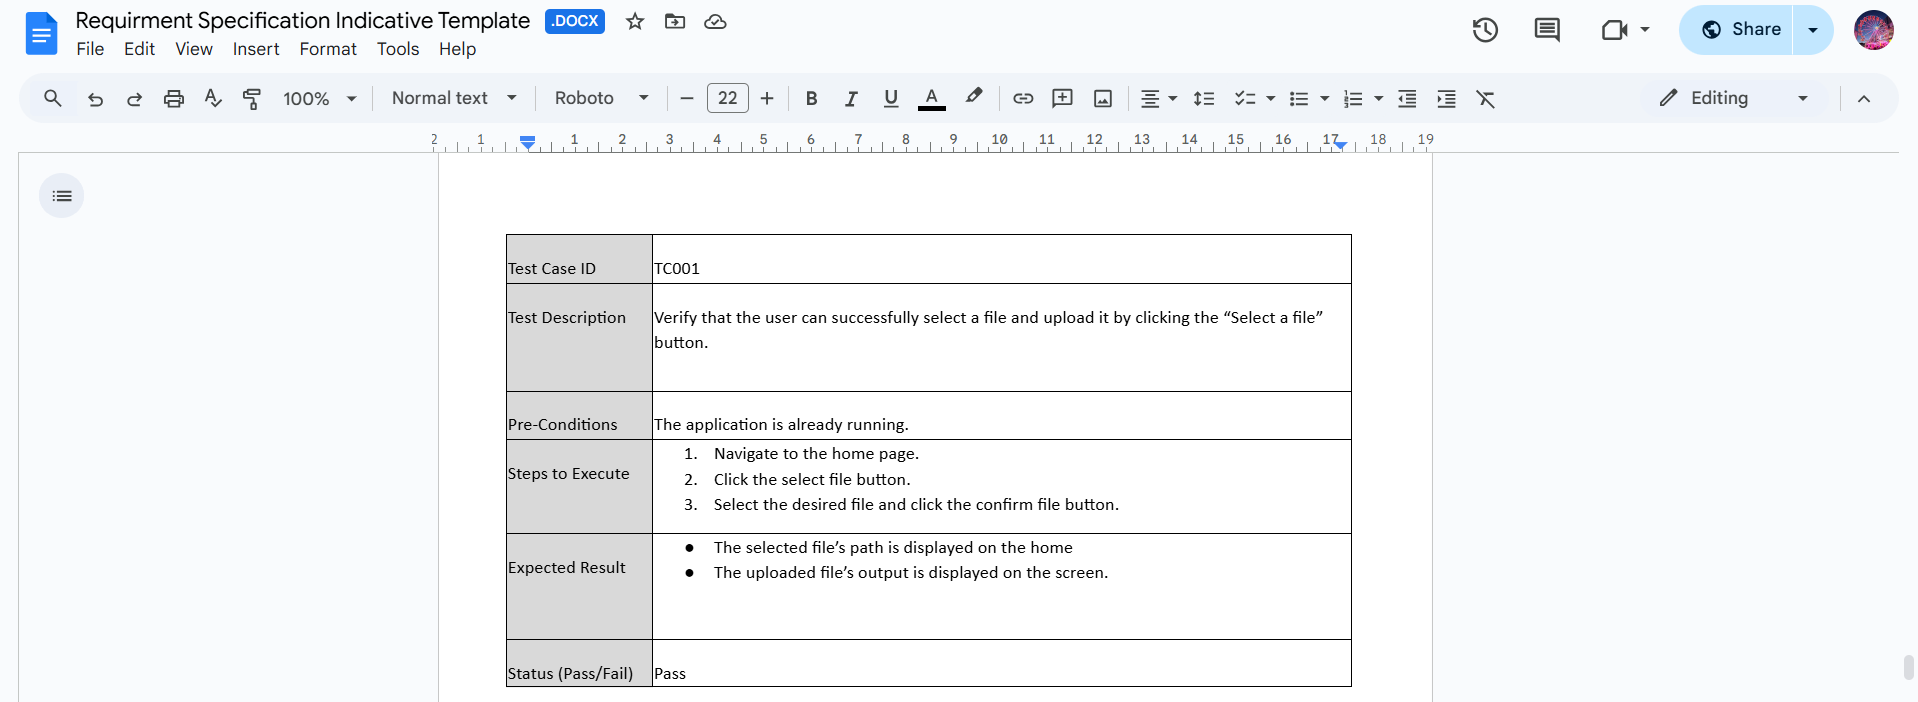 Requirment Specification Indicative Template .DOCX
File Edit View Insert Format Tools Help
Share
100% Normal text Roboto 22 B I U A Editing
2 1 1 2 3 4 5 6 7 8 9 10 11 12 13 14 15 16 17 18 19
Test Case ID TC001
Test Description Verify that the user can successfully select a file and upload it by clicking the “Select a file”
button.
Pre-Conditions The application is already running.
1. Navigate to the home page.
Steps to Execute
2. Click the select file button.
3. Select the desired file and click the confirm file button.
● The selected file’s path is displayed on the home
Expected Result
● The uploaded file’s output is displayed on the screen.
Status (Pass/Fail) Pass